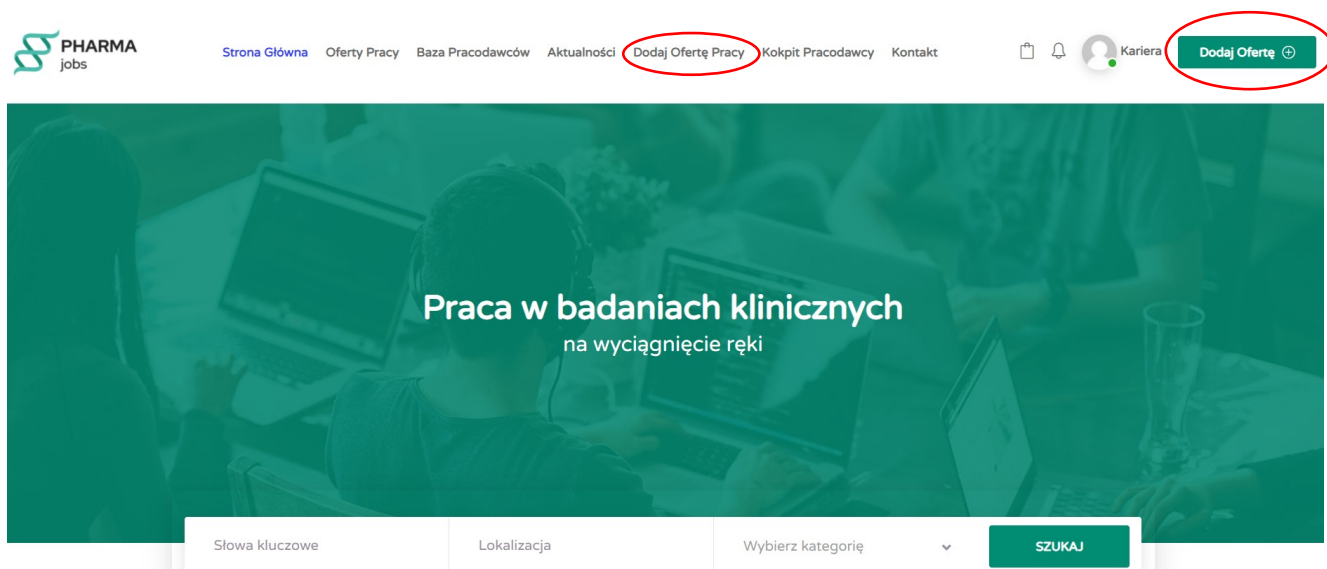 PHARMA
jobs
Strona Główna Oferty Pracy Baza Pracodawców Aktualności Dodaj Ofertę Pracy Kokpit Pracodawcy Kontakt
Kariera
Dodaj Ofertę
Praca w badaniach klinicznych
na wyciągnięcie ręki
Słowa kluczowe
Lokalizacja
Wybierz kategorię
SZUKAJ